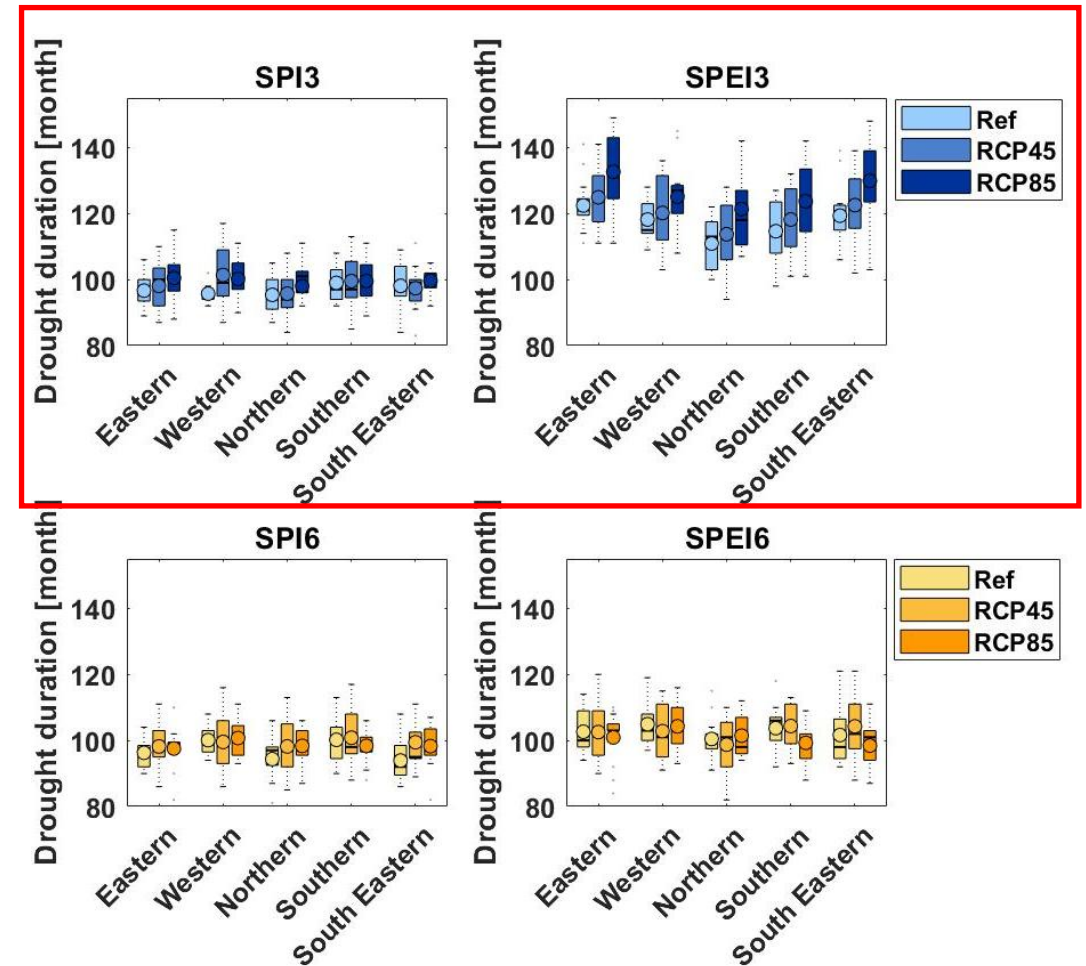 SPI3
Drought duration [month]
140
120
100
80
Eastern
Western
Northern
Southern
South Eastern
SPEI3
Drought duration [month]
140
120
100
80
Eastern
Western
Northern
Southern
South Eastern
Ref
RCP45
RCP85
SPI6
Drought duration [month]
140
120
100
80
Eastern
Western
Northern
Southern
South Eastern
SPEI6
Drought duration [month]
140
120
100
80
Eastern
Western
Northern
Southern
South Eastern
Ref
RCP45
RCP85